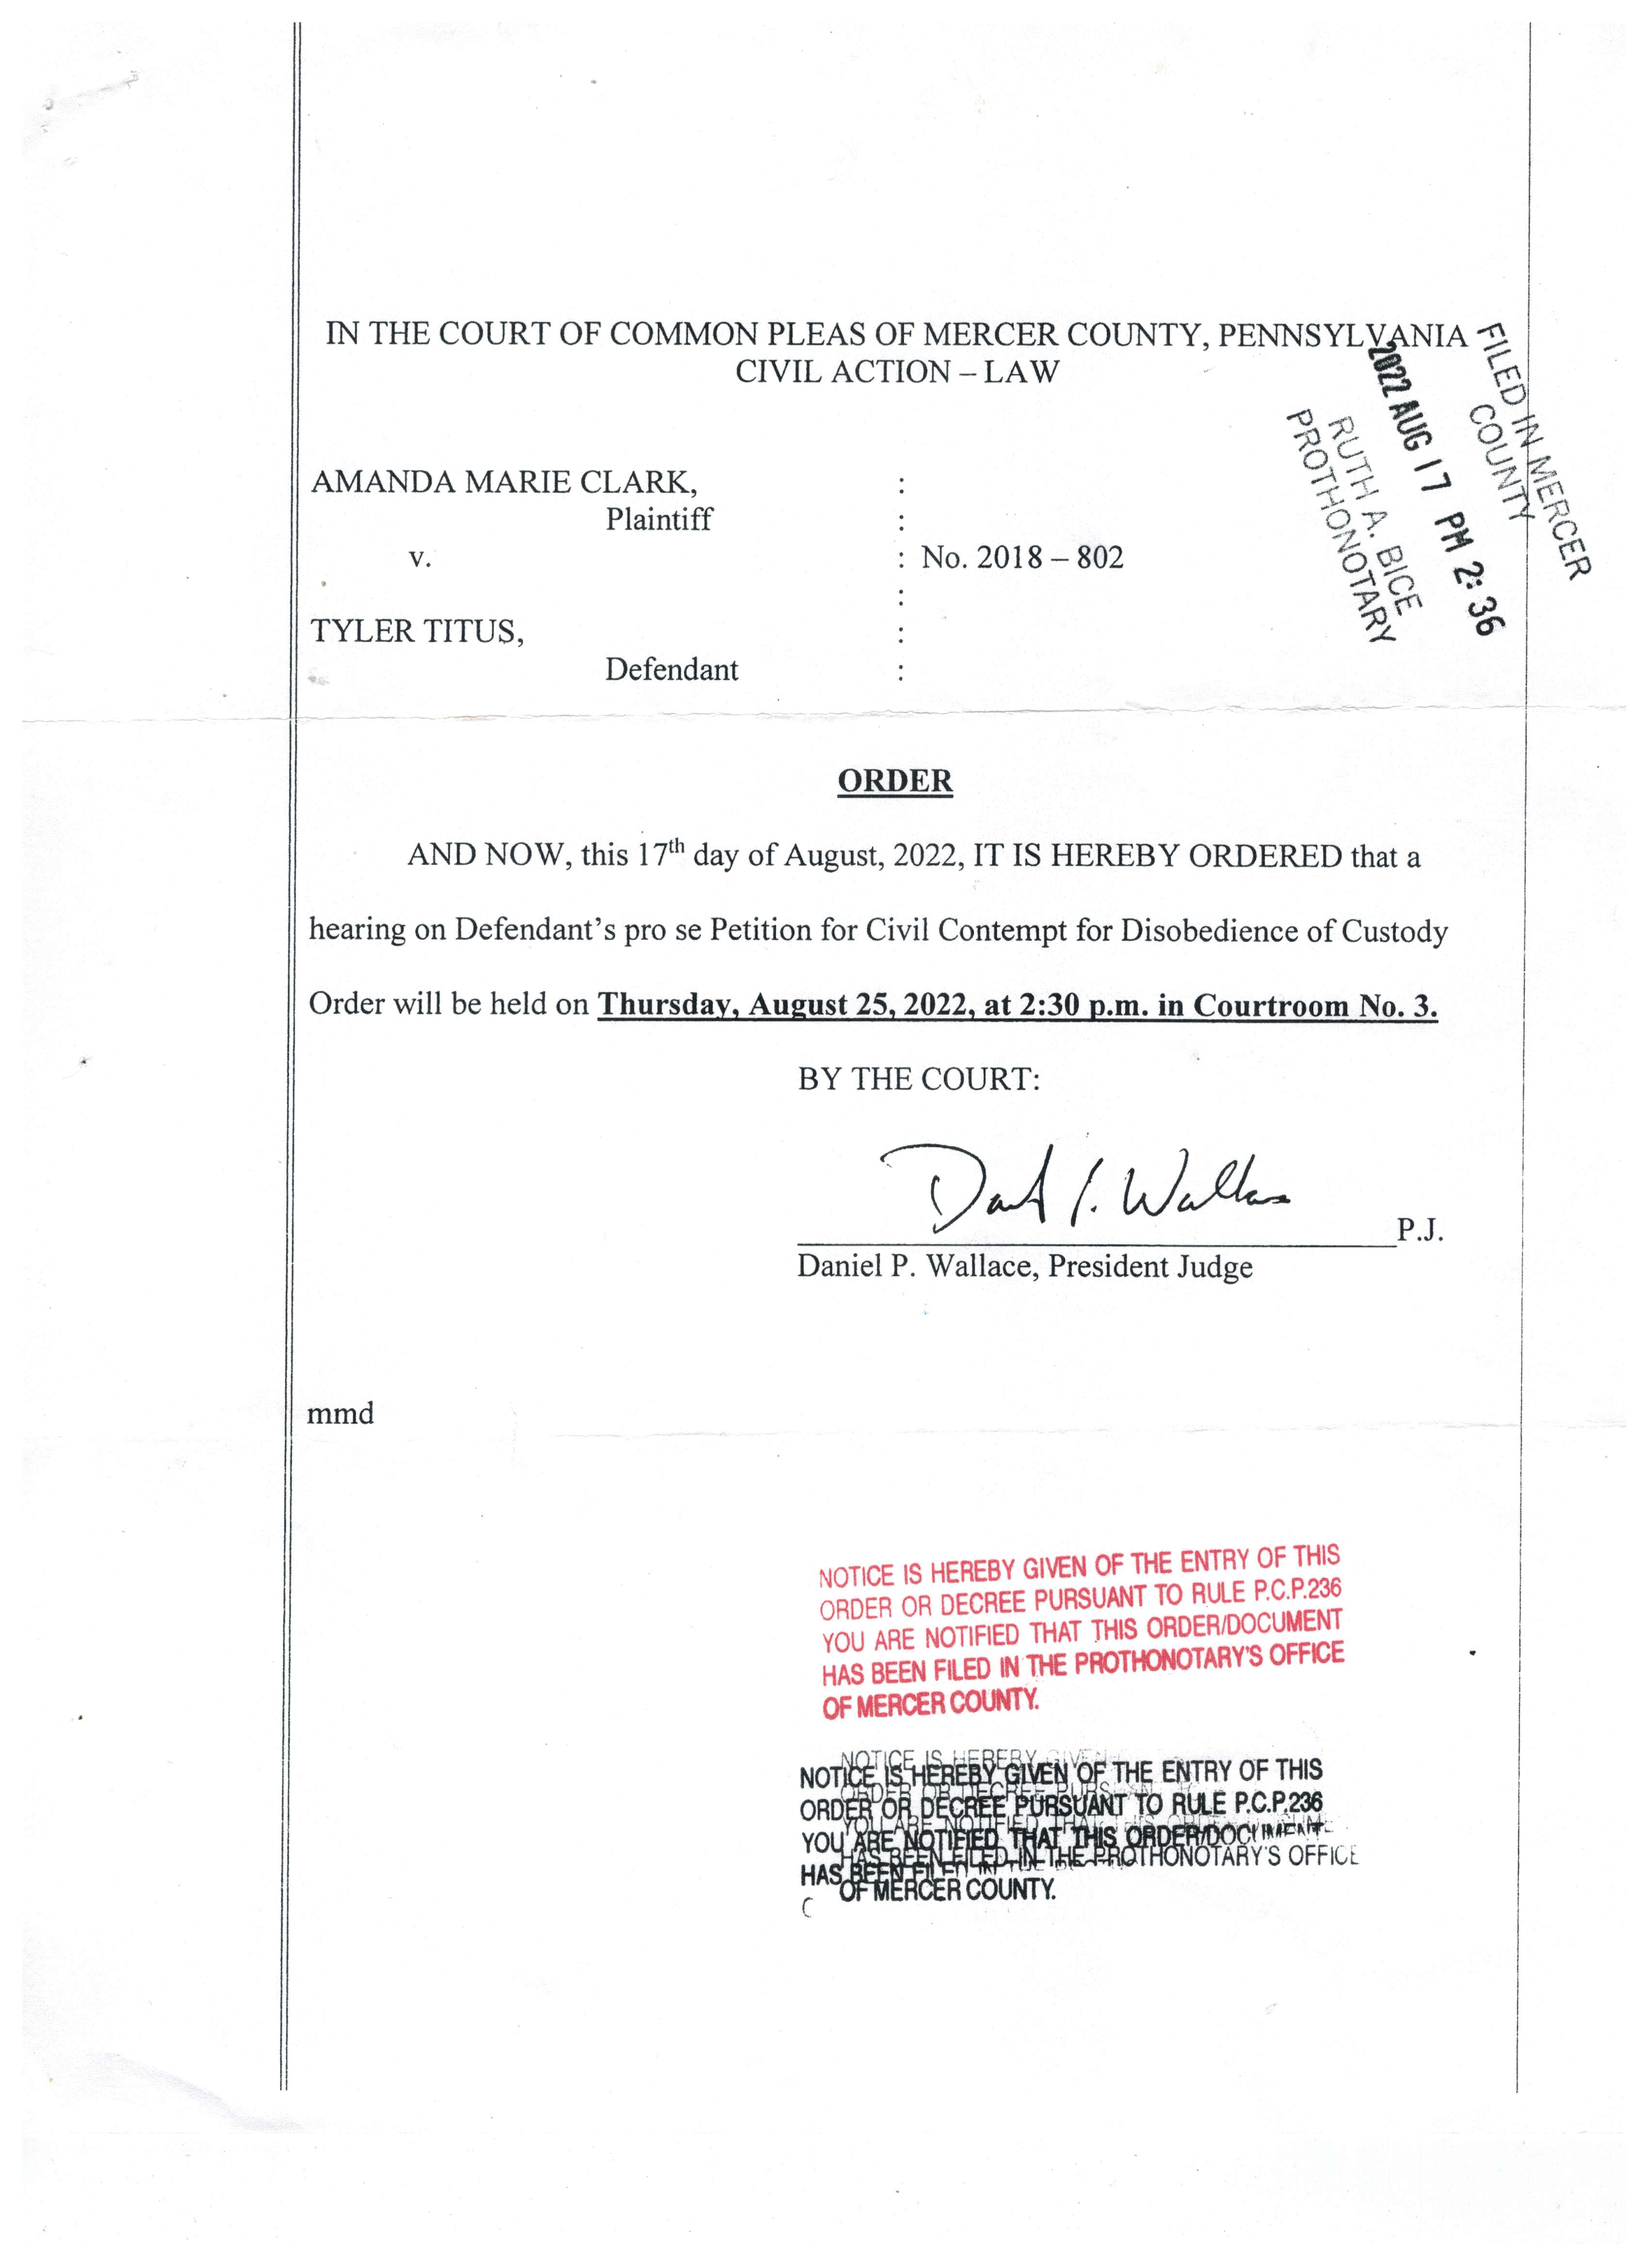 IN THE COURT OF COMMON PLEAS OF MERCER COUNTY, PENNSYLVANIA
CIVIL ACTION – LAW
FILED IN MERCER
COUNTY
2022 AUG 17 PM 2:36
RUTH A. BICE
PROTHONOTARY
AMANDA MARIE CLARK, :
Plaintiff :
v. : No. 2018 – 802
:
TYLER TITUS, :
Defendant :
ORDER
AND NOW, this 17th day of August, 2022, IT IS HEREBY ORDERED that a
hearing on Defendant's pro se Petition for Civil Contempt for Disobedience of Custody
Order will be held on Thursday, August 25, 2022, at 2:30 p.m. in Courtroom No. 3.
BY THE COURT:
P.J.
Daniel P. Wallace, President Judge
mmd
NOTICE IS HEREBY GIVEN OF THE ENTRY OF THIS
ORDER OR DECREE PURSUANT TO RULE P.C.P.236
YOU ARE NOTIFIED THAT THIS ORDER/DOCUMENT
HAS BEEN FILED IN THE PROTHONOTARY'S OFFICE
OF MERCER COUNTY.
NOTICE IS HEREBY GIVEN OF THE ENTRY OF THIS
ORDER OR DECREE PURSUANT TO RULE P.C.P.236
YOU ARE NOTIFIED THAT THIS ORDER/DOCUMENT
HAS BEEN FILED IN THE PROTHONOTARY'S OFFICE
OF MERCER COUNTY.